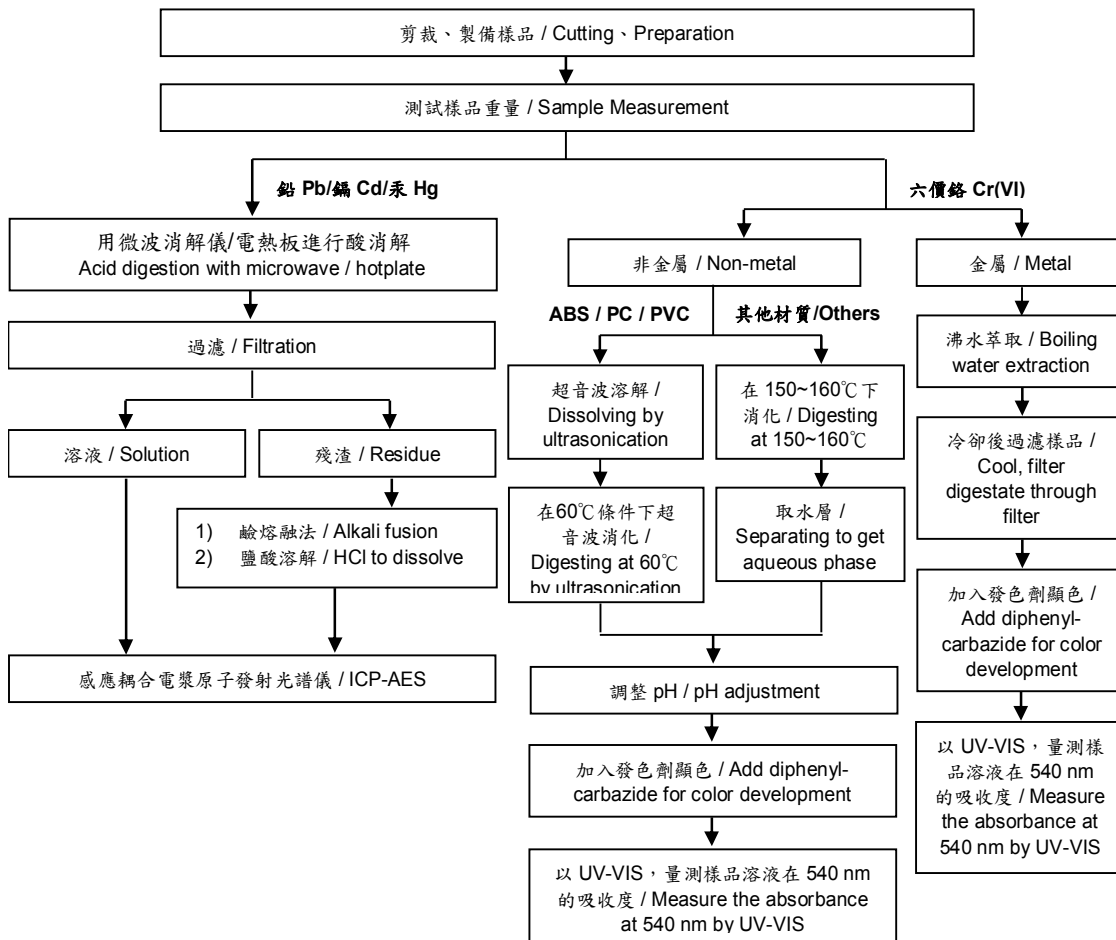 剪裁、製備樣品 / Cutting、Preparation
測試樣品重量 / Sample Measurement
鉛 Pb/鎘 Cd/汞 Hg
六價鉻 Cr(VI)
用微波消解儀/電熱板進行酸消解
Acid digestion with microwave / hotplate
過濾 / Filtration
溶液 / Solution
殘渣 / Residue
1) 鹼熔融法 / Alkali fusion
2) 鹽酸溶解 / HCl to dissolve
感應耦合電漿原子發射光譜儀 / ICP-AES
非金屬 / Non-metal
ABS / PC / PVC
其他材質/Others
超音波溶解 /
Dissolving by
ultrasonication
在60℃條件下超
音波消化 /
Digesting at 60℃
by ultrasonication
在 150~160℃下
消化 / Digesting
at 150~160℃
取水層 /
Separating to get
aqueous phase
調整 pH / pH adjustment
加入發色劑顯色 / Add diphenyl-
carbazide for color development
以 UV-VIS，量測樣品溶液在 540 nm
的吸收度 / Measure the absorbance
at 540 nm by UV-VIS
金屬 / Metal
沸水萃取 / Boiling
water extraction
冷卻後過濾樣品 /
Cool, filter
digestate through
filter
加入發色劑顯色 /
Add diphenyl-
carbazide for color
development
以 UV-VIS，量測樣
品溶液在 540 nm
的吸收度 / Measure
the absorbance at
540 nm by UV-VIS